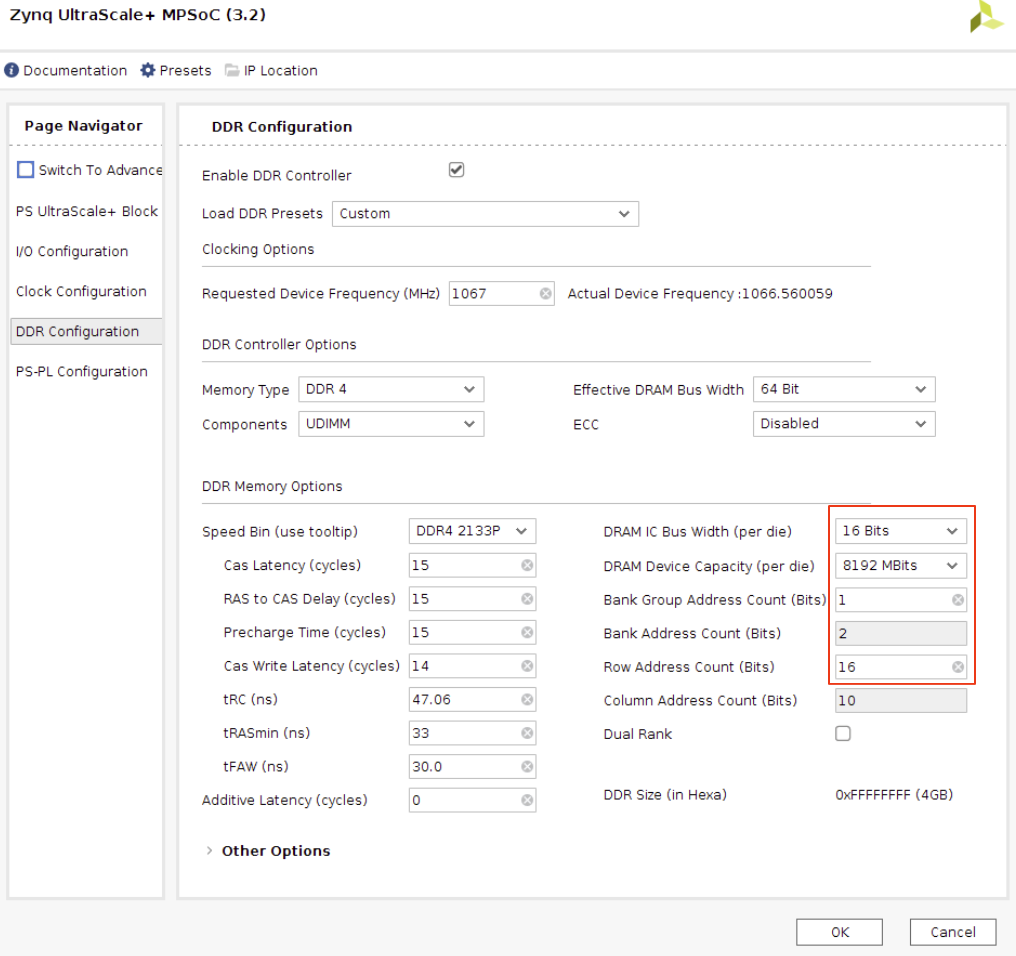 Zynq UltraScale+ MPSoC (3.2)
Documentation Presets IP Location
Page Navigator
Switch To Advance
PS UltraScale+ Block
I/O Configuration
Clock Configuration
DDR Configuration
PS-PL Configuration
DDR Configuration
Enable DDR Controller
Load DDR Presets Custom
Clocking Options
Requested Device Frequency (MHz) 1067 Actual Device Frequency :1066.560059
DDR Controller Options
Memory Type DDR 4 Effective DRAM Bus Width 64 Bit
Components UDIMM ECC Disabled
DDR Memory Options
Speed Bin (use tooltip) DDR4 2133P DRAM IC Bus Width (per die) 16 Bits
Cas Latency (cycles) 15 DRAM Device Capacity (per die) 8192 MBits
RAS to CAS Delay (cycles) 15 Bank Group Address Count (Bits) 1
Precharge Time (cycles) 15 Bank Address Count (Bits) 2
Cas Write Latency (cycles) 14 Row Address Count (Bits) 16
tRC (ns) 47.06 Column Address Count (Bits) 10
tRASmin (ns) 33 Dual Rank
tFAW (ns) 30.0
Additive Latency (cycles) 0 DDR Size (in Hexa) 0xFFFFFFFF (4GB)
Other Options
OK Cancel